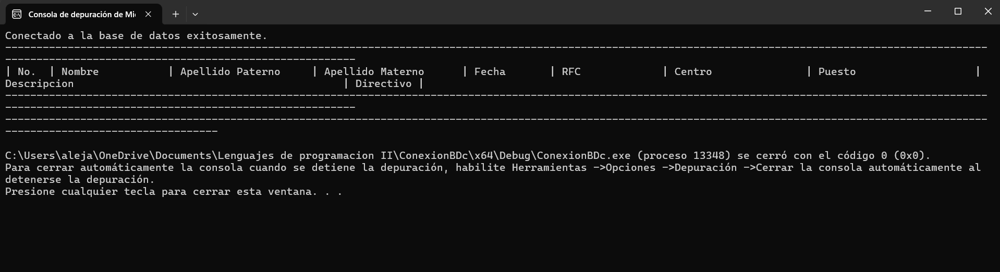 Consola de depuración de Mi
Conectado a la base de datos exitosamente.
-------------------------------------------------------------------------------------------------------------------------------------------------------------
--------------------------------------------------------
| No.  | Nombre           | Apellido Paterno     | Apellido Materno      | Fecha       | RFC             | Centro               | Puesto                   |
Descripcion                                           | Directivo |
-------------------------------------------------------------------------------------------------------------------------------------------------------------
--------------------------------------------------------
-------------------------------------------------------------------------------------------------------------------------------------------------------------
----------------------------------
C:\Users\aleja\OneDrive\Documents\Lenguajes de programacion II\ConexionBDc\x64\Debug\ConexionBDc.exe (proceso 13348) se cerró con el código 0 (0x0).
Para cerrar automáticamente la consola cuando se detiene la depuración, habilite Herramientas ->Opciones ->Depuración ->Cerrar la consola automáticamente al
detenerse la depuración.
Presione cualquier tecla para cerrar esta ventana. . .